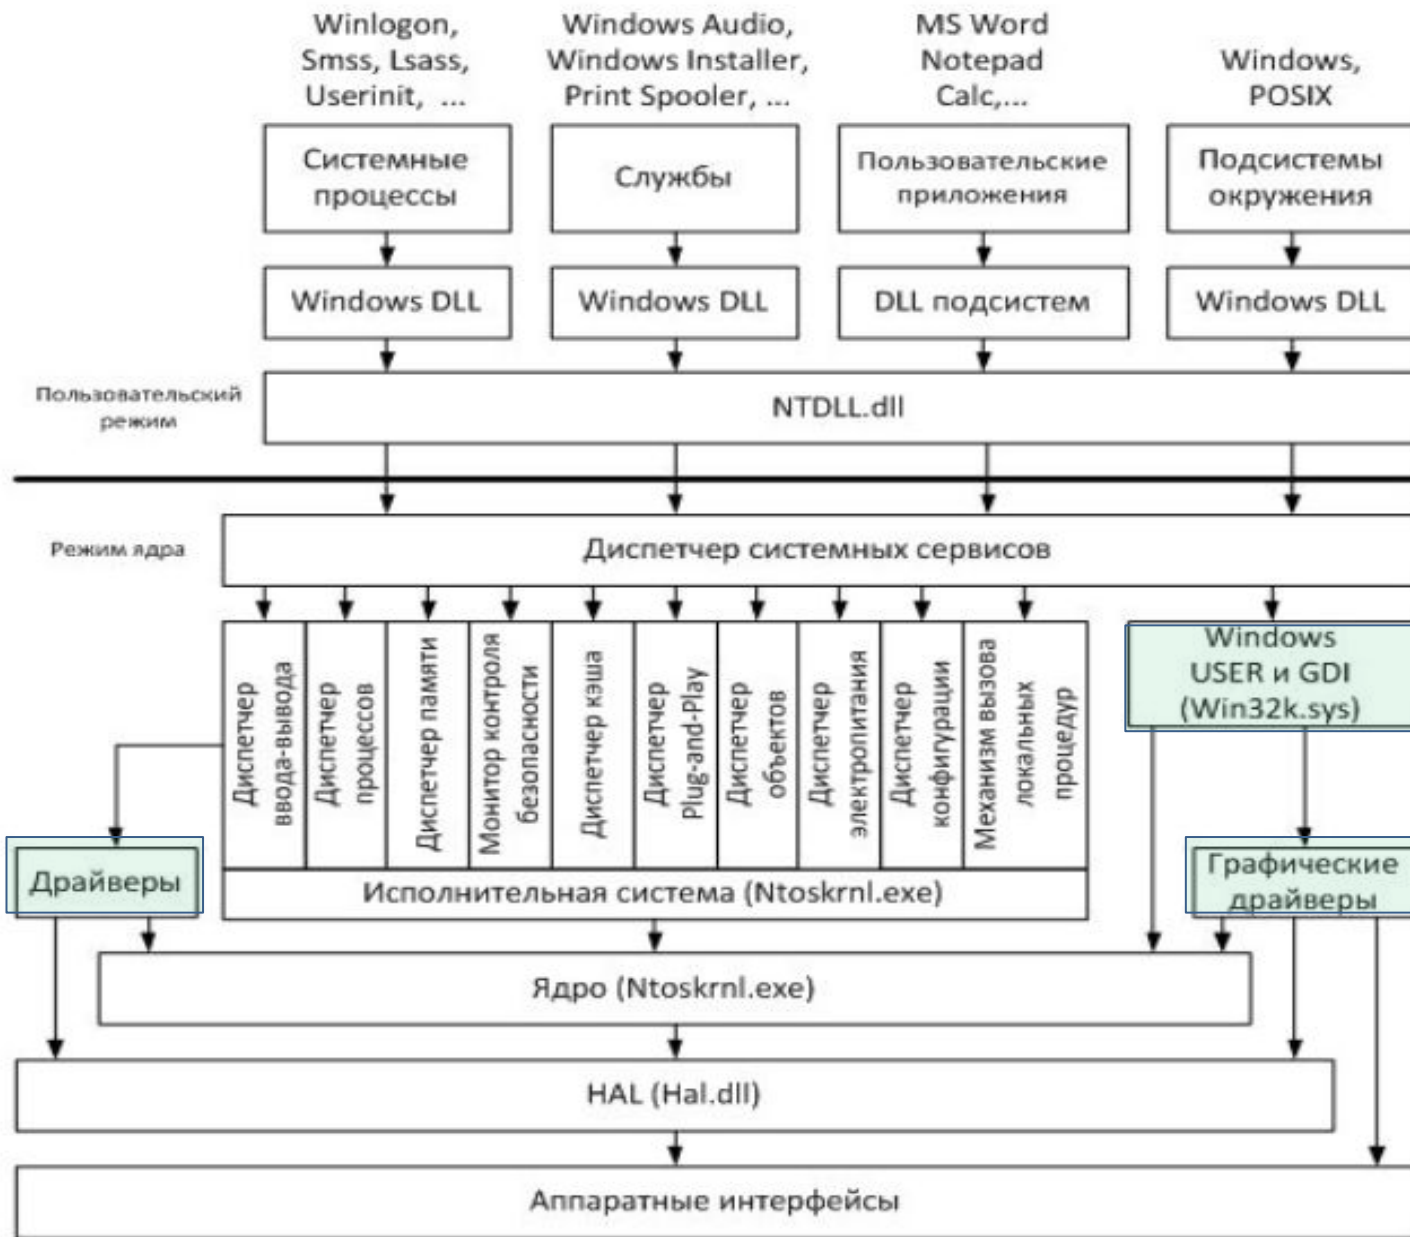 Winlogon,
Smss, Lsass,
Userinit, ...
Windows Audio,
Windows Installer,
Print Spooler, ...
MS Word
Notepad
Calc,...
Windows,
POSIX
Системные
процессы
Службы
Пользовательские
приложения
Подсистемы
окружения
Windows DLL
Windows DLL
DLL подсистем
Windows DLL
Пользовательский
режим
NTDLL.dll
Режим ядра
Диспетчер системных сервисов
Диспетчер
ввода-вывода
Диспетчер
процессов
Диспетчер памяти
Монитор контроля
безопасности
Диспетчер кэша
Диспетчер
Plug-and-Play
Диспетчер
объектов
Диспетчер
электропитания
Диспетчер
конфигурации
Механизм вызова
локальных
процедур
Windows
USER и GDI
(Win32k.sys)
Драйверы
Исполнительная система (Ntoskrnl.exe)
Графические
драйверы
Ядро (Ntoskrnl.exe)
HAL (Hal.dll)
Аппаратные интерфейсы